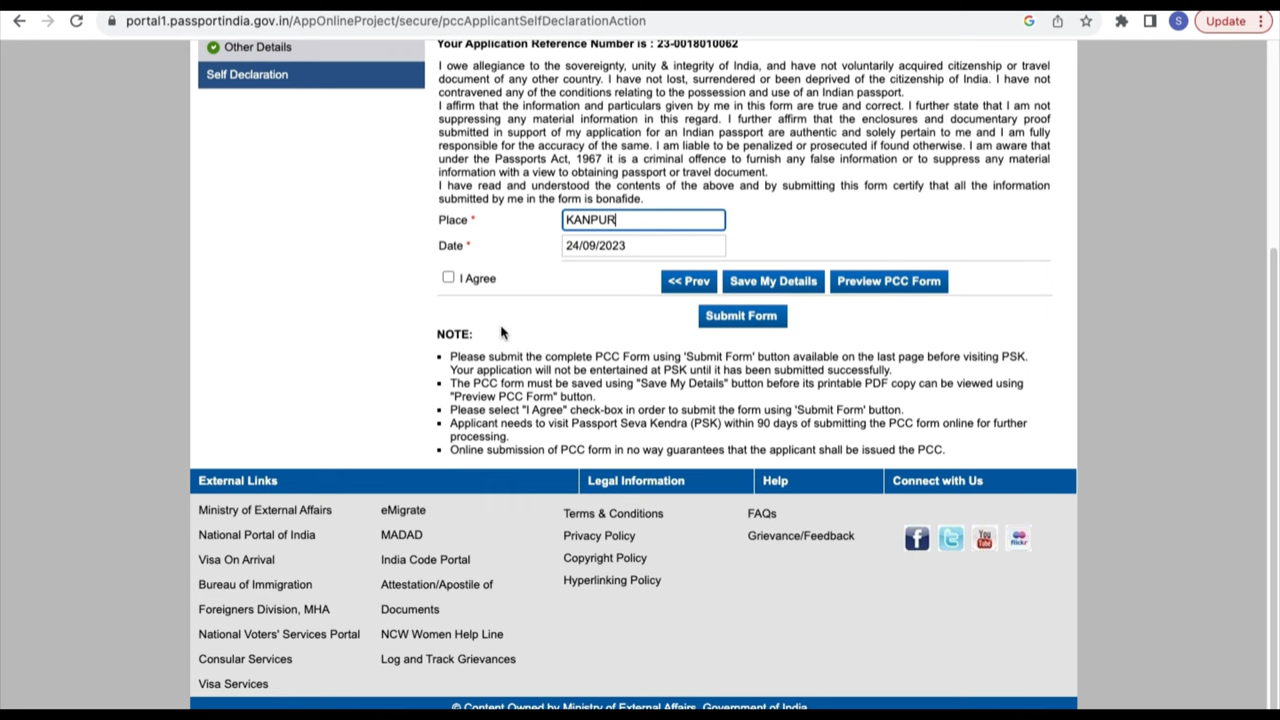 portal1.passportindia.gov.in/AppOnlineProject/secure/pccApplicantSelfDeclarationAction
S
Update
Other Details
Self Declaration
Your Application Reference Number is : 23-0018010062
I owe allegiance to the sovereignty, unity & integrity of India, and have not voluntarily acquired citizenship or travel
document of any other country. I have not lost, surrendered or been deprived of the citizenship of India. I have not
contravened any of the conditions relating to the possession and use of an Indian passport.
I affirm that the information and particulars given by me in this form are true and correct. I further state that I am not
suppressing any material information in this regard. I further affirm that the enclosures and documentary proof
submitted in support of my application for an Indian passport are authentic and solely pertain to me and I am fully
responsible for the accuracy of the same. I am liable to be penalized or prosecuted if found otherwise. I am aware that
under the Passports Act, 1967 it is a criminal offence to furnish any false information or to suppress any material
information with a view to obtaining passport or travel document.
I have read and understood the contents of the above and by submitting this form certify that all the information
submitted by me in the form is bonafide.
Place * KANPUR
Date * 24/09/2023
I Agree
<< Prev Save My Details Preview PCC Form
Submit Form
NOTE:
Please submit the complete PCC Form using 'Submit Form' button available on the last page before visiting PSK.
Your application will not be entertained at PSK until it has been submitted successfully.
The PCC form must be saved using "Save My Details" button before its printable PDF copy can be viewed using
"Preview PCC Form" button.
Please select "I Agree" check-box in order to submit the form using 'Submit Form' button.
Applicant needs to visit Passport Seva Kendra (PSK) within 90 days of submitting the PCC form online for further
processing.
Online submission of PCC form in no way guarantees that the applicant shall be issued the PCC.
External Links
Ministry of External Affairs
National Portal of India
Visa On Arrival
Bureau of Immigration
Foreigners Division, MHA
National Voters' Services Portal
Consular Services
Visa Services
eMigrate
MADAD
India Code Portal
Attestation/Apostile of
Documents
NCW Women Help Line
Log and Track Grievances
Legal Information
Terms & Conditions
Privacy Policy
Copyright Policy
Hyperlinking Policy
Help
FAQs
Grievance/Feedback
Connect with Us
You
Tube
flickr
© Content Owned by Ministry of External Affairs, Government of India